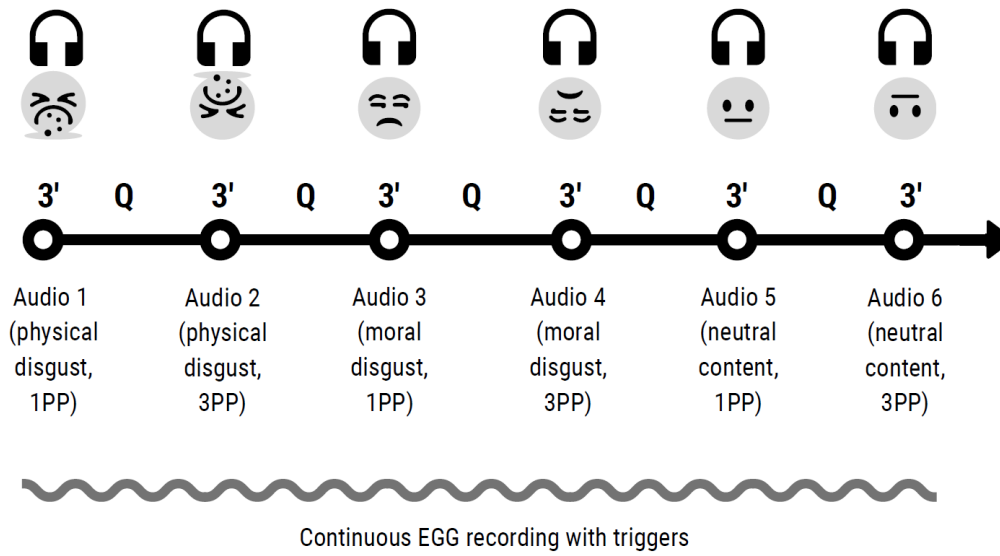 3' Q 3' Q 3' Q 3' Q 3' Q 3'
Audio 1
(physical
disgust,
1PP)
Audio 2
(physical
disgust,
3PP)
Audio 3
(moral
disgust,
1PP)
Audio 4
(moral
disgust,
3PP)
Audio 5
(neutral
content,
1PP)
Audio 6
(neutral
content,
3PP)
Continuous EGG recording with triggers